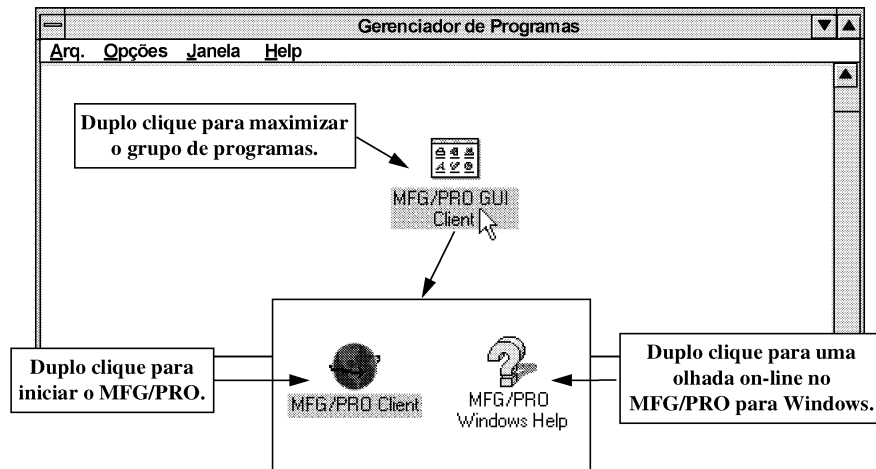 Gerenciador de Programas
Arq. Opções Janela Help
Duplo clique para maximizar
o grupo de programas.
MFG/PRO GUI
Client
Duplo clique para
iniciar o MFG/PRO.
MFG/PRO Client
MFG/PRO
Windows Help
Duplo clique para uma
olhada on-line no
MFG/PRO para Windows.